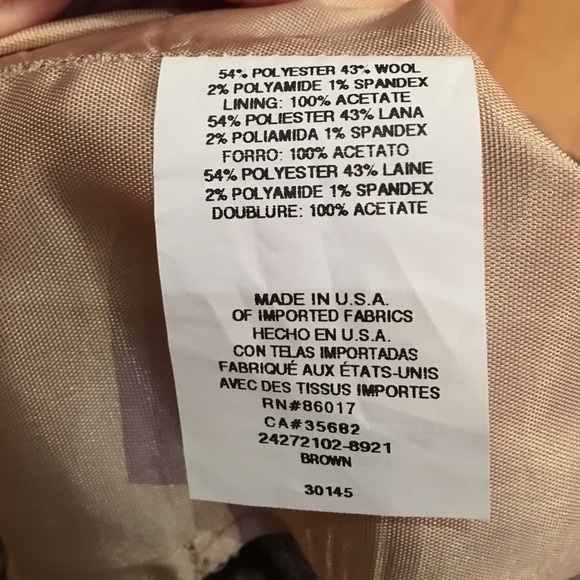 54% POLYESTER 43% WOOL
2% POLYAMIDE 1% SPANDEX
LINING: 100% ACETATE
54% POLIESTER 43% LANA
2% POLIAMIDA 1% SPANDEX
FORRO: 100% ACETATO
54% POLYESTER 43% LAINE
2% POLYAMIDE 1% SPANDEX
DOUBLURE: 100% ACETATE
MADE IN U.S.A.
OF IMPORTED FABRICS
HECHO EN U.S.A.
CON TELAS IMPORTADAS
FABRIQUÉ AUX ÉTATS-UNIS
AVEC DES TISSUS IMPORTES
RN#86017
CA#35682
24272102-8921
BROWN
30145